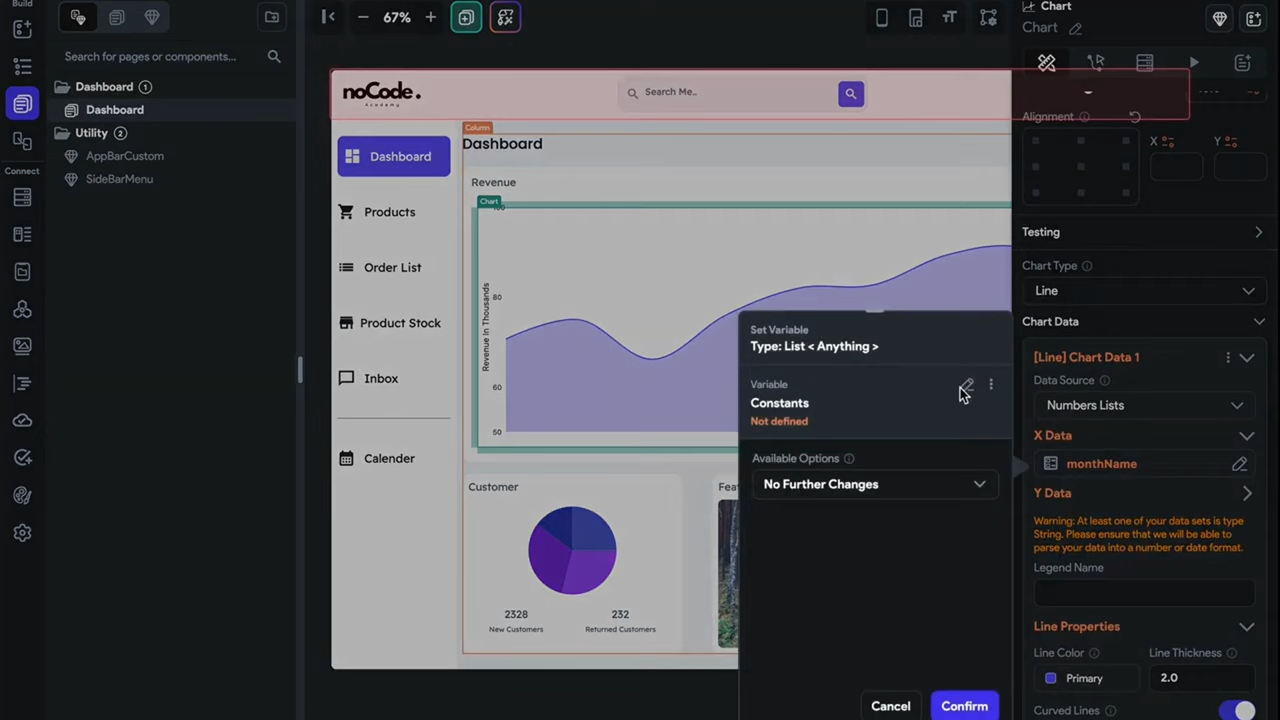 Build
67%
Chart
Chart
Search for pages or components...
Dashboard 1
Dashboard
Utility 2
AppBarCustom
SideBarMenu
Connect
noCode.
Academy
Search Me..
Alignment
X
Y
Column
Dashboard
Dashboard
Revenue
Chart
100
80
60
50
Revenue In Thousands
Products
Order List
Product Stock
Inbox
Calender
Testing
Chart Type
Line
Chart Data
[Line] Chart Data 1
Data Source
Numbers Lists
X Data
monthName
Y Data
Warning: At least one of your data sets is type
String. Please ensure that we will be able to
parse your data into a number or date format.
Legend Name
Line Properties
Line Color
Line Thickness
Primary
2.0
Curved Lines
Set Variable
Type: List < Anything >
Variable
Constants
Not defined
Available Options
No Further Changes
Cancel
Confirm
Customer
2328
232
New Customers
Returned Customers
Fea